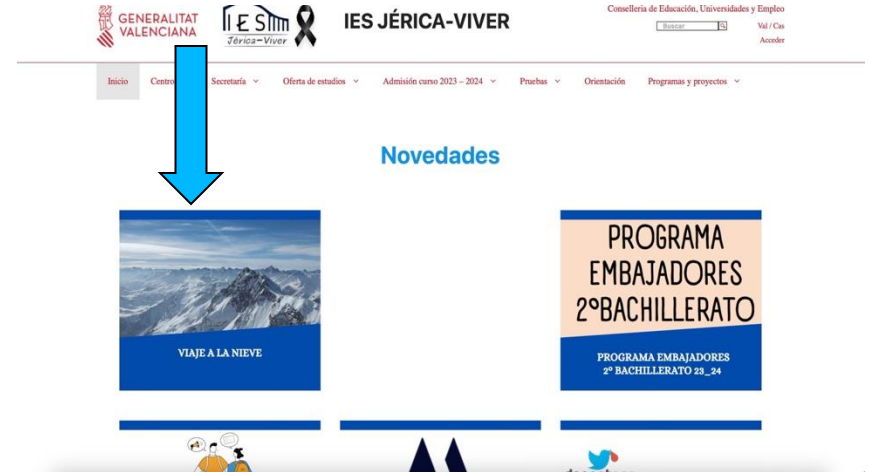 GENERALITAT
VALENCIANA
IES
Jérica-Viver
IES JÉRICA-VIVER
Conselleria de Educación, Universidades y Empleo
Buscar
Val / Cas
Acceder
Inicio
Centro
Secretaría
Oferta de estudios
Admisión curso 2023 – 2024
Pruebas
Orientación
Programas y proyectos
Novedades
VIAJE A LA NIEVE
PROGRAMA
EMBAJADORES
2ºBACHILLERATO
PROGRAMA EMBAJADORES
2º BACHILLERATO 23_24